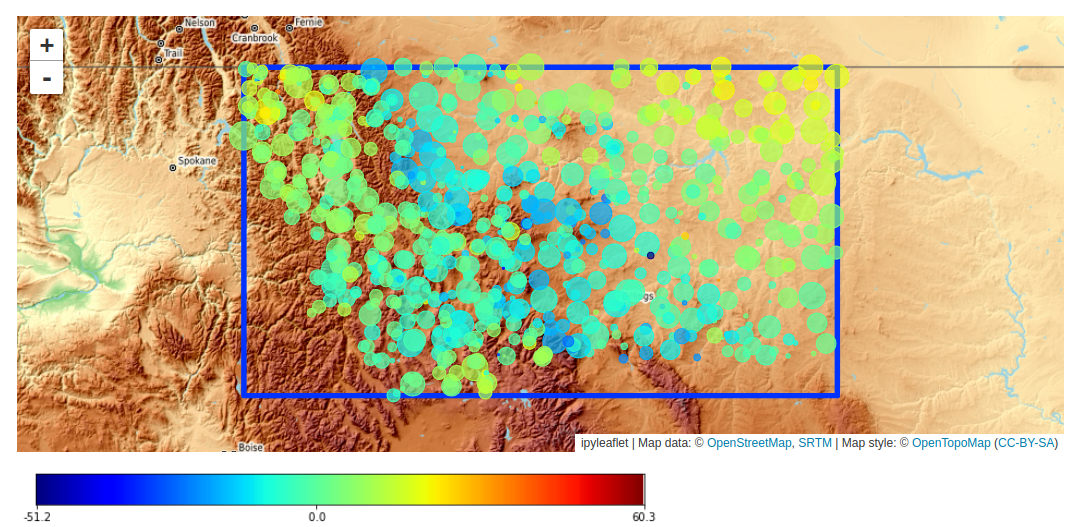 Nelson
Fernie
Cranbrook
+
Trail
-
Spokane
gs
Boise
ipyleaflet | Map data: © OpenStreetMap, SRTM | Map style: © OpenTopoMap (CC-BY-SA)
-51.2 0.0 60.3